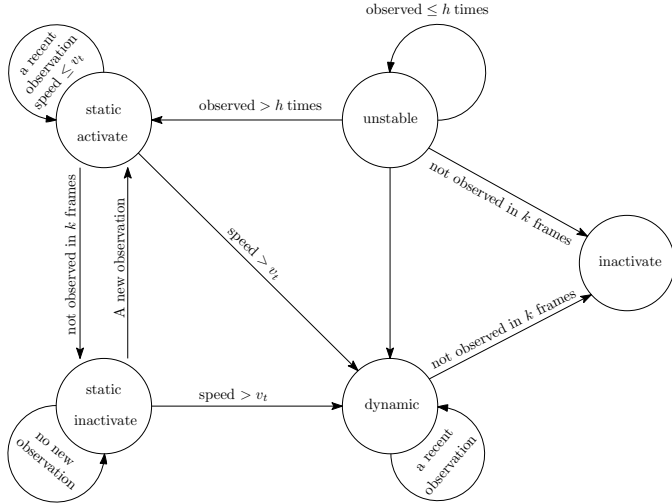 observed ≤ h times
a recent
observation
speed ≤ v_t
static
activate
observed > h times
unstable
not observed in k frames
speed > v_t
not observed in k frames
A new observation
inactivate
not observed in k frames
static
inactivate
speed > v_t
dynamic
no new
observation
a recent
observation